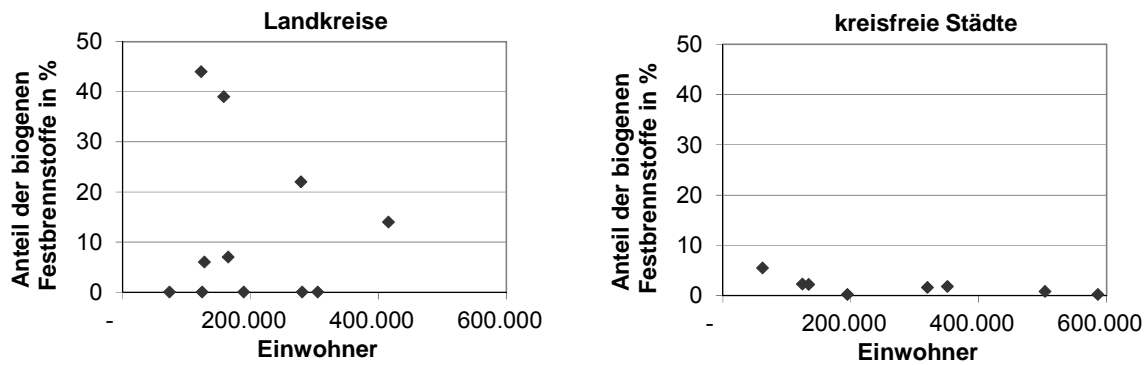 Landkreise
Anteil der biogenen
Festbrennstoffe in %
50
40
30
20
10
0
-
200.000
400.000
600.000
Einwohner
kreisfreie Städte
Anteil der biogenen
Festbrennstoffe in %
50
40
30
20
10
0
-
200.000
400.000
600.000
Einwohner